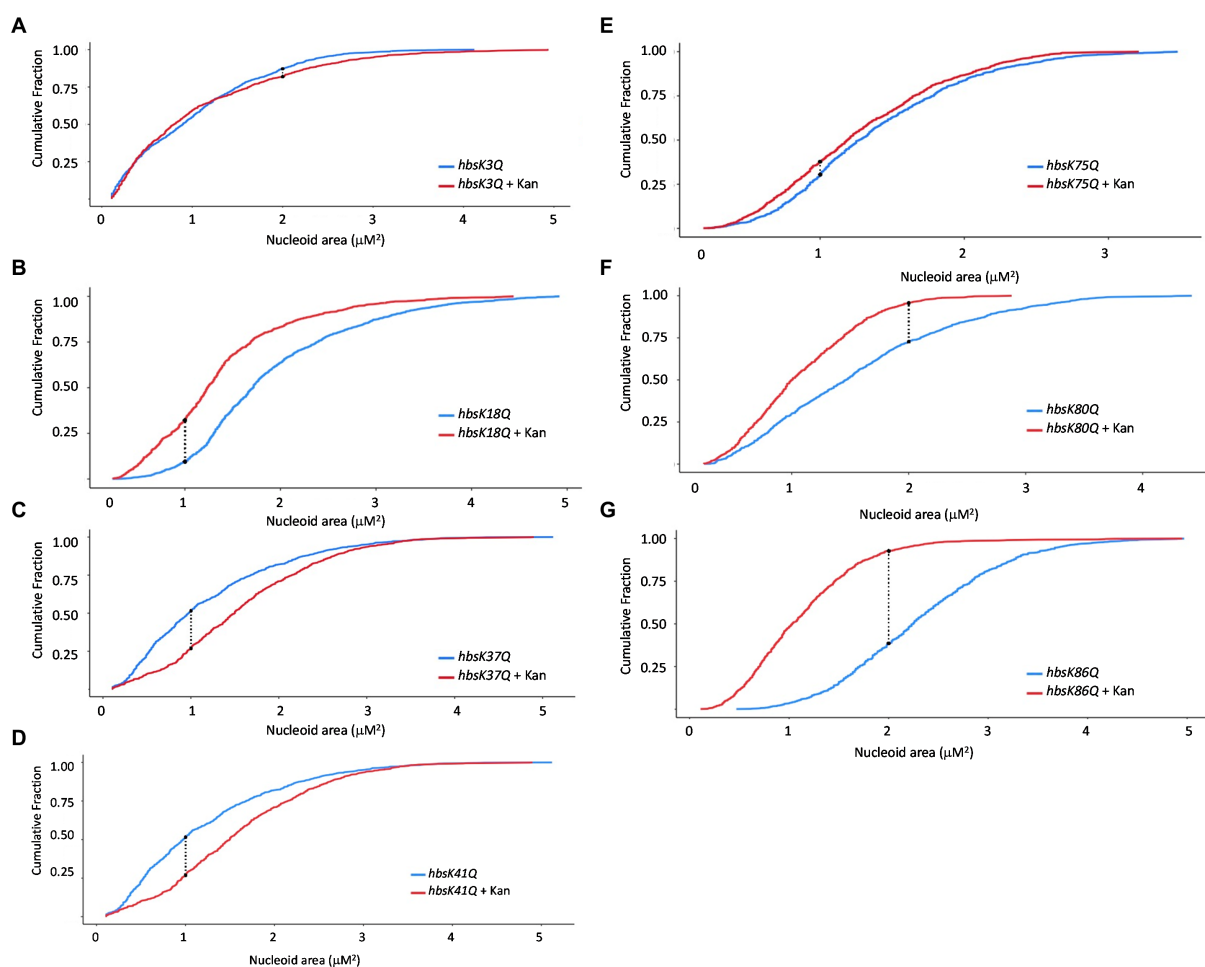 A
Cumulative Fraction
1.00
0.75
0.50
0.25
hbsK3Q
hbsK3Q + Kan
0 1 2 3 4 5
Nucleoid area (µM²)
B
Cumulative Fraction
1.00
0.75
0.50
0.25
hbsK18Q
hbsK18Q + Kan
0 1 2 3 4 5
Nucleoid area (µM²)
C
Cumulative Fraction
1.00
0.75
0.50
0.25
hbsK37Q
hbsK37Q + Kan
0 1 2 3 4 5
Nucleoid area (µM²)
D
Cumulative Fraction
1.00
0.75
0.50
0.25
hbsK41Q
hbsK41Q + Kan
0 1 2 3 4 5
Nucleoid area (µM²)
E
Cumulative Fraction
1.00
0.75
0.50
0.25
hbsK75Q
hbsK75Q + Kan
0 1 2 3
Nucleoid area (µM²)
F
Cumulative Fraction
1.00
0.75
0.50
0.25
hbsK80Q
hbsK80Q + Kan
0 1 2 3 4
Nucleoid area (µM²)
G
Cumulative Fraction
1.00
0.75
0.50
0.25
hbsK86Q
hbsK86Q + Kan
0 1 2 3 4 5
Nucleoid area (µM²)